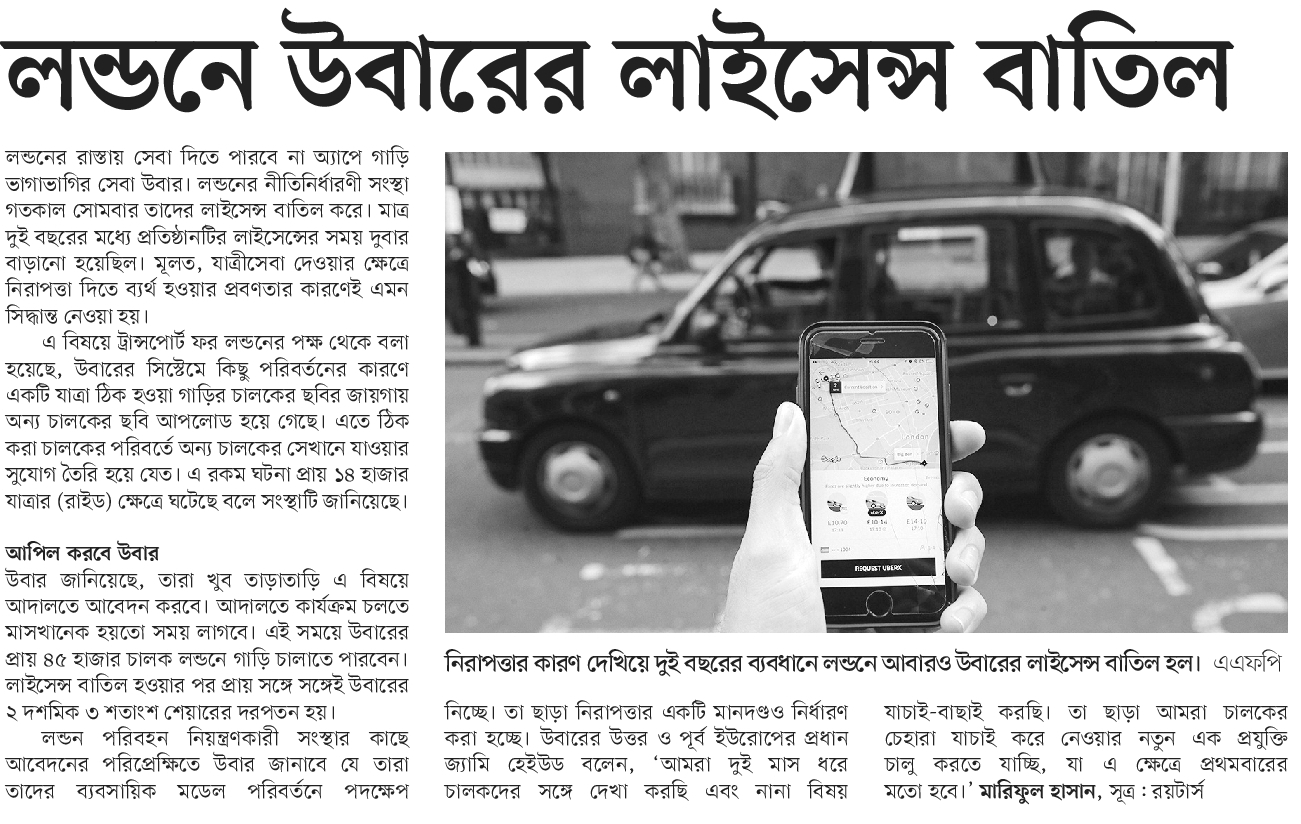 লন্ডনে উবারের লাইসেন্স বাতিল
লন্ডনের রাস্তায় সেবা দিতে পারবে না অ্যাপে গাড়ি
ভাগাভাগির সেবা উবার। লন্ডনের নীতিনির্ধারণী সংস্থা
গতকাল সোমবার তাদের লাইসেন্স বাতিল করে। মাত্র
দুই বছরের মধ্যে প্রতিষ্ঠানটির লাইসেন্সের সময় দুবার
বাড়ানো হয়েছিল। মূলত, যাত্রীসেবা দেওয়ার ক্ষেত্রে
নিরাপত্তা দিতে ব্যর্থ হওয়ার প্রবণতার কারণেই এমন
সিদ্ধান্ত নেওয়া হয়।
এ বিষয়ে ট্রান্সপোর্ট ফর লন্ডনের পক্ষ থেকে বলা
হয়েছে, উবারের সিস্টেমে কিছু পরিবর্তনের কারণে
একটি যাত্রা ঠিক হওয়া গাড়ির চালকের ছবির জায়গায়
অন্য চালকের ছবি আপলোড হয়ে গেছে। এতে ঠিক
করা চালকের পরিবর্তে অন্য চালকের সেখানে যাওয়ার
সুযোগ তৈরি হয়ে যেত। এ রকম ঘটনা প্রায় ১৪ হাজার
যাত্রার (রাইড) ক্ষেত্রে ঘটেছে বলে সংস্থাটি জানিয়েছে।
আপিল করবে উবার
উবার জানিয়েছে, তারা খুব তাড়াতাড়ি এ বিষয়ে
আদালতে আবেদন করবে। আদালতে কার্যক্রম চলতে
মাসখানেক হয়তো সময় লাগবে। এই সময়ে উবারের
প্রায় ৪৫ হাজার চালক লন্ডনে গাড়ি চালাতে পারবেন।
লাইসেন্স বাতিল হওয়ার পর প্রায় সঙ্গে সঙ্গেই উবারের
২ দশমিক ৩ শতাংশ শেয়ারের দরপতন হয়।
লন্ডন পরিবহন নিয়ন্ত্রণকারী সংস্থার কাছে
আবেদনের পরিপ্রেক্ষিতে উবার জানাবে যে তারা
তাদের ব্যবসায়িক মডেল পরিবর্তনে পদক্ষেপ
Economy
REQUEST UBERX
নিরাপত্তার কারণ দেখিয়ে দুই বছরের ব্যবধানে লন্ডনে আবারও উবারের লাইসেন্স বাতিল হল। এএফপি
নিচ্ছে। তা ছাড়া নিরাপত্তার একটি মানদণ্ডও নির্ধারণ
করা হচ্ছে। উবারের উত্তর ও পূর্ব ইউরোপের প্রধান
জ্যামি হেইউড বলেন, ‘আমরা দুই মাস ধরে
চালকদের সঙ্গে দেখা করছি এবং নানা বিষয়
যাচাই-বাছাই করছি। তা ছাড়া আমরা চালকের
চেহারা যাচাই করে নেওয়ার নতুন এক প্রযুক্তি
চালু করতে যাচ্ছি, যা এ ক্ষেত্রে প্রথমবারের
মতো হবে।’ মারিফুল হাসান, সূত্র : রয়টার্স